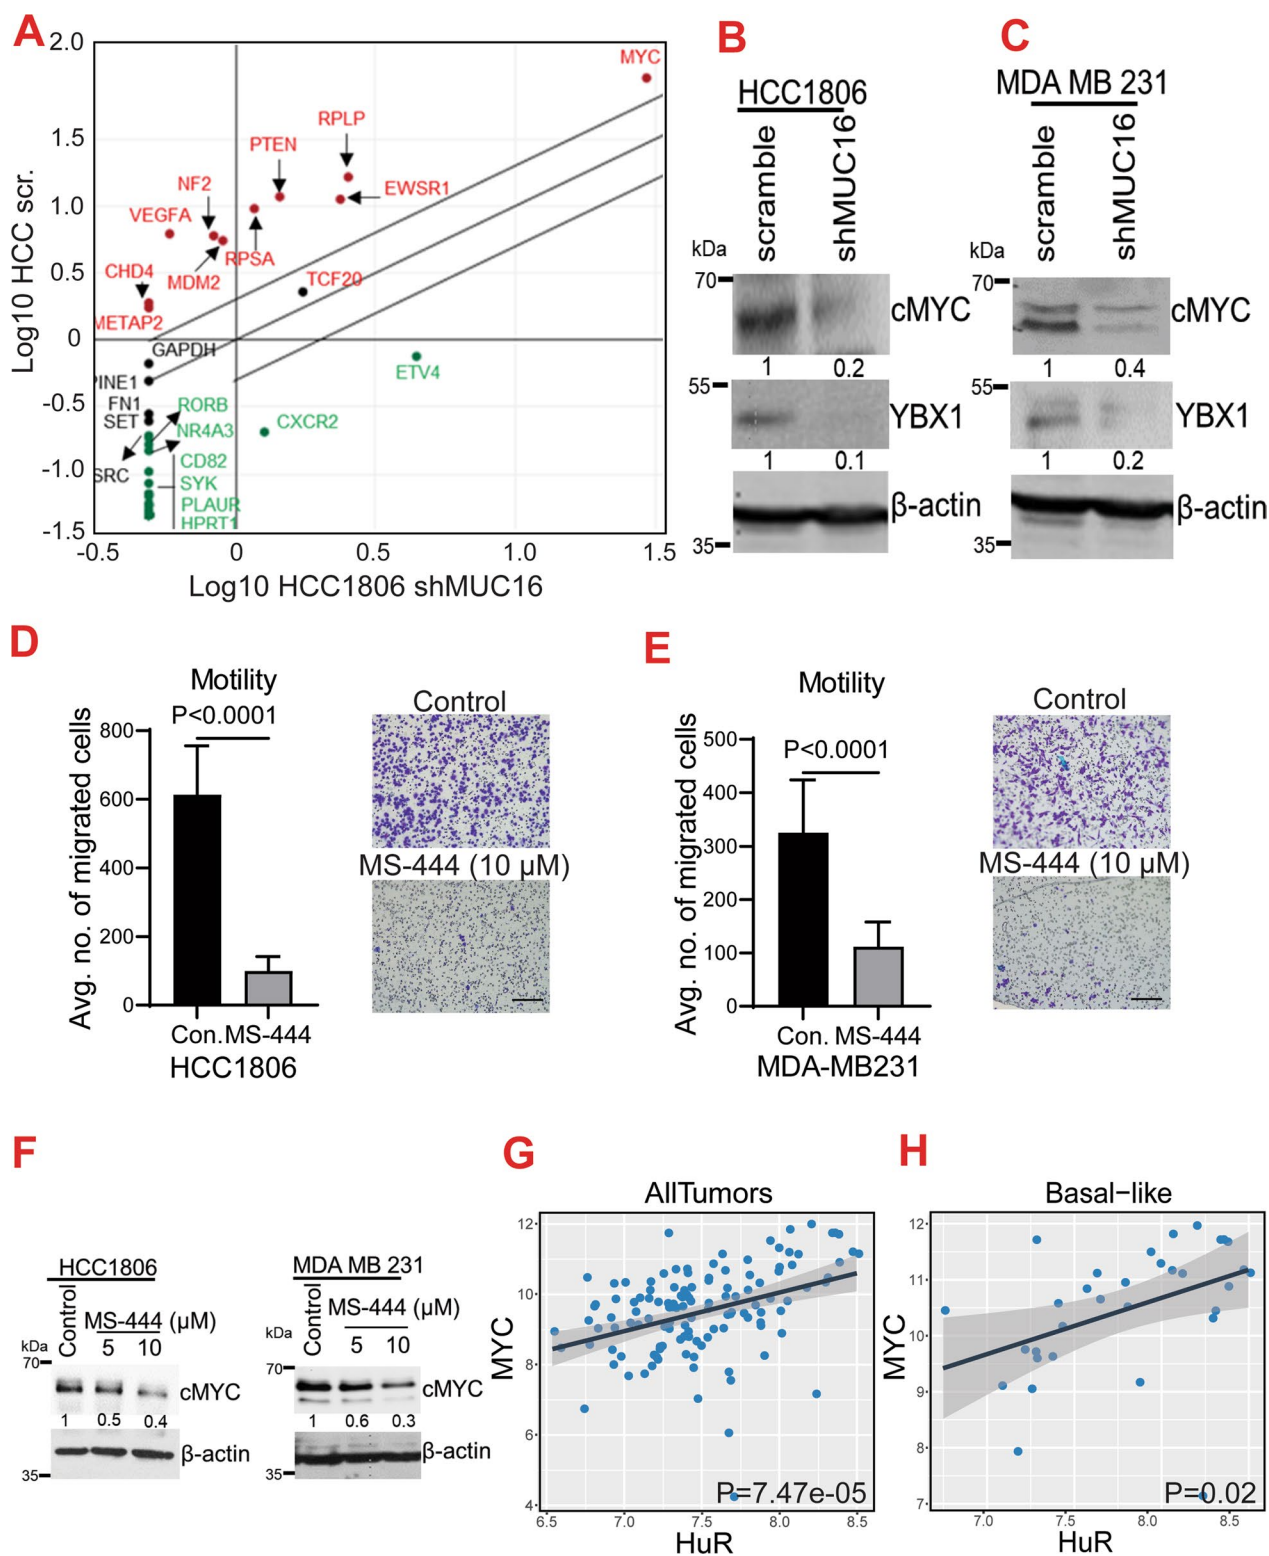 A
2.0
1.5
1.0
0.5
0
-0.5
-1.0
-1.5
Log10 HCC scr.
MYC
RPLP
PTEN
EWSR1
NF2
VEGFA
RPSA
MDM2
CHD4
TCF20
METAP2
GAPDH
PINE1
FN1
SET
SRC
RORB
NR4A3
CD82
SYK
PLAUR
HPRT1
ETV4
CXCR2
-0.5
0
0.5
1.0
1.5
Log10 HCC1806 shMUC16
B
HCC1806
scramble
shMUC16
kDa
70
cMYC
1
0.2
55
YBX1
1
0.1
β-actin
35
C
MDA MB 231
scramble
shMUC16
kDa
70
cMYC
1
0.4
55
YBX1
1
0.2
β-actin
35
D
Motility
P<0.0001
Avg. no. of migrated cells
800
600
400
200
0
Con. MS-444
HCC1806
Control
MS-444 (10 µM)
E
Motility
P<0.0001
Avg. no. of migrated cells
500
400
300
200
100
0
Con. MS-444
MDA-MB231
Control
MS-444 (10 µM)
F
HCC1806
Control
MS-444 (µM)
5 10
kDa
70
cMYC
1 0.5 0.4
β-actin
35
MDA MB 231
Control
MS-444 (µM)
5 10
kDa
70
cMYC
1 0.6 0.3
β-actin
35
G
AllTumors
MYC
12
10
8
6
4
P=7.47e-05
6.5 7.0 7.5 8.0 8.5
HuR
H
Basal-like
MYC
12
11
10
9
8
7
P=0.02
7.0 7.5 8.0 8.5
HuR